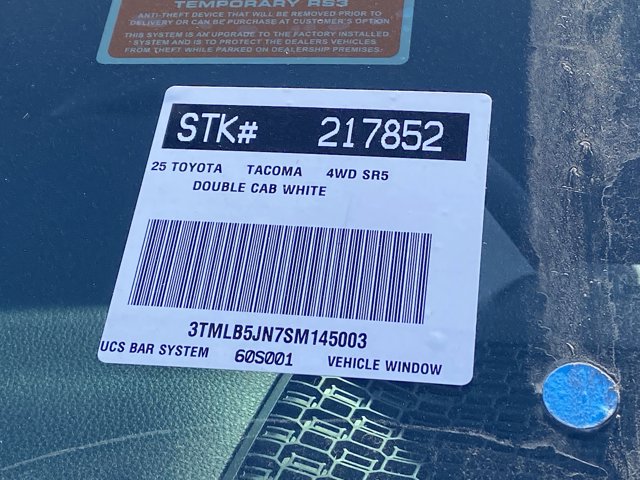 TEMPORARY RS3
ANTI-THEFT DEVICE THAT WILL BE REMOVED PRIOR TO
DELIVERY OR CAN BE PURCHASE AT CUSTOMER'S OPTION
THIS SYSTEM IS AN UPGRADE TO THE FACTORY INSTALLED
SYSTEM AND IS TO PROTECT THE DEALERS VEHICLES
FROM THEFT WHILE PARKED ON DEALERSHIP PREMISES.
STK# 217852
25 TOYOTA TACOMA 4WD SR5
DOUBLE CAB WHITE
3TMLB5JN7SM145003
UCS BAR SYSTEM 60S001 VEHICLE WINDOW